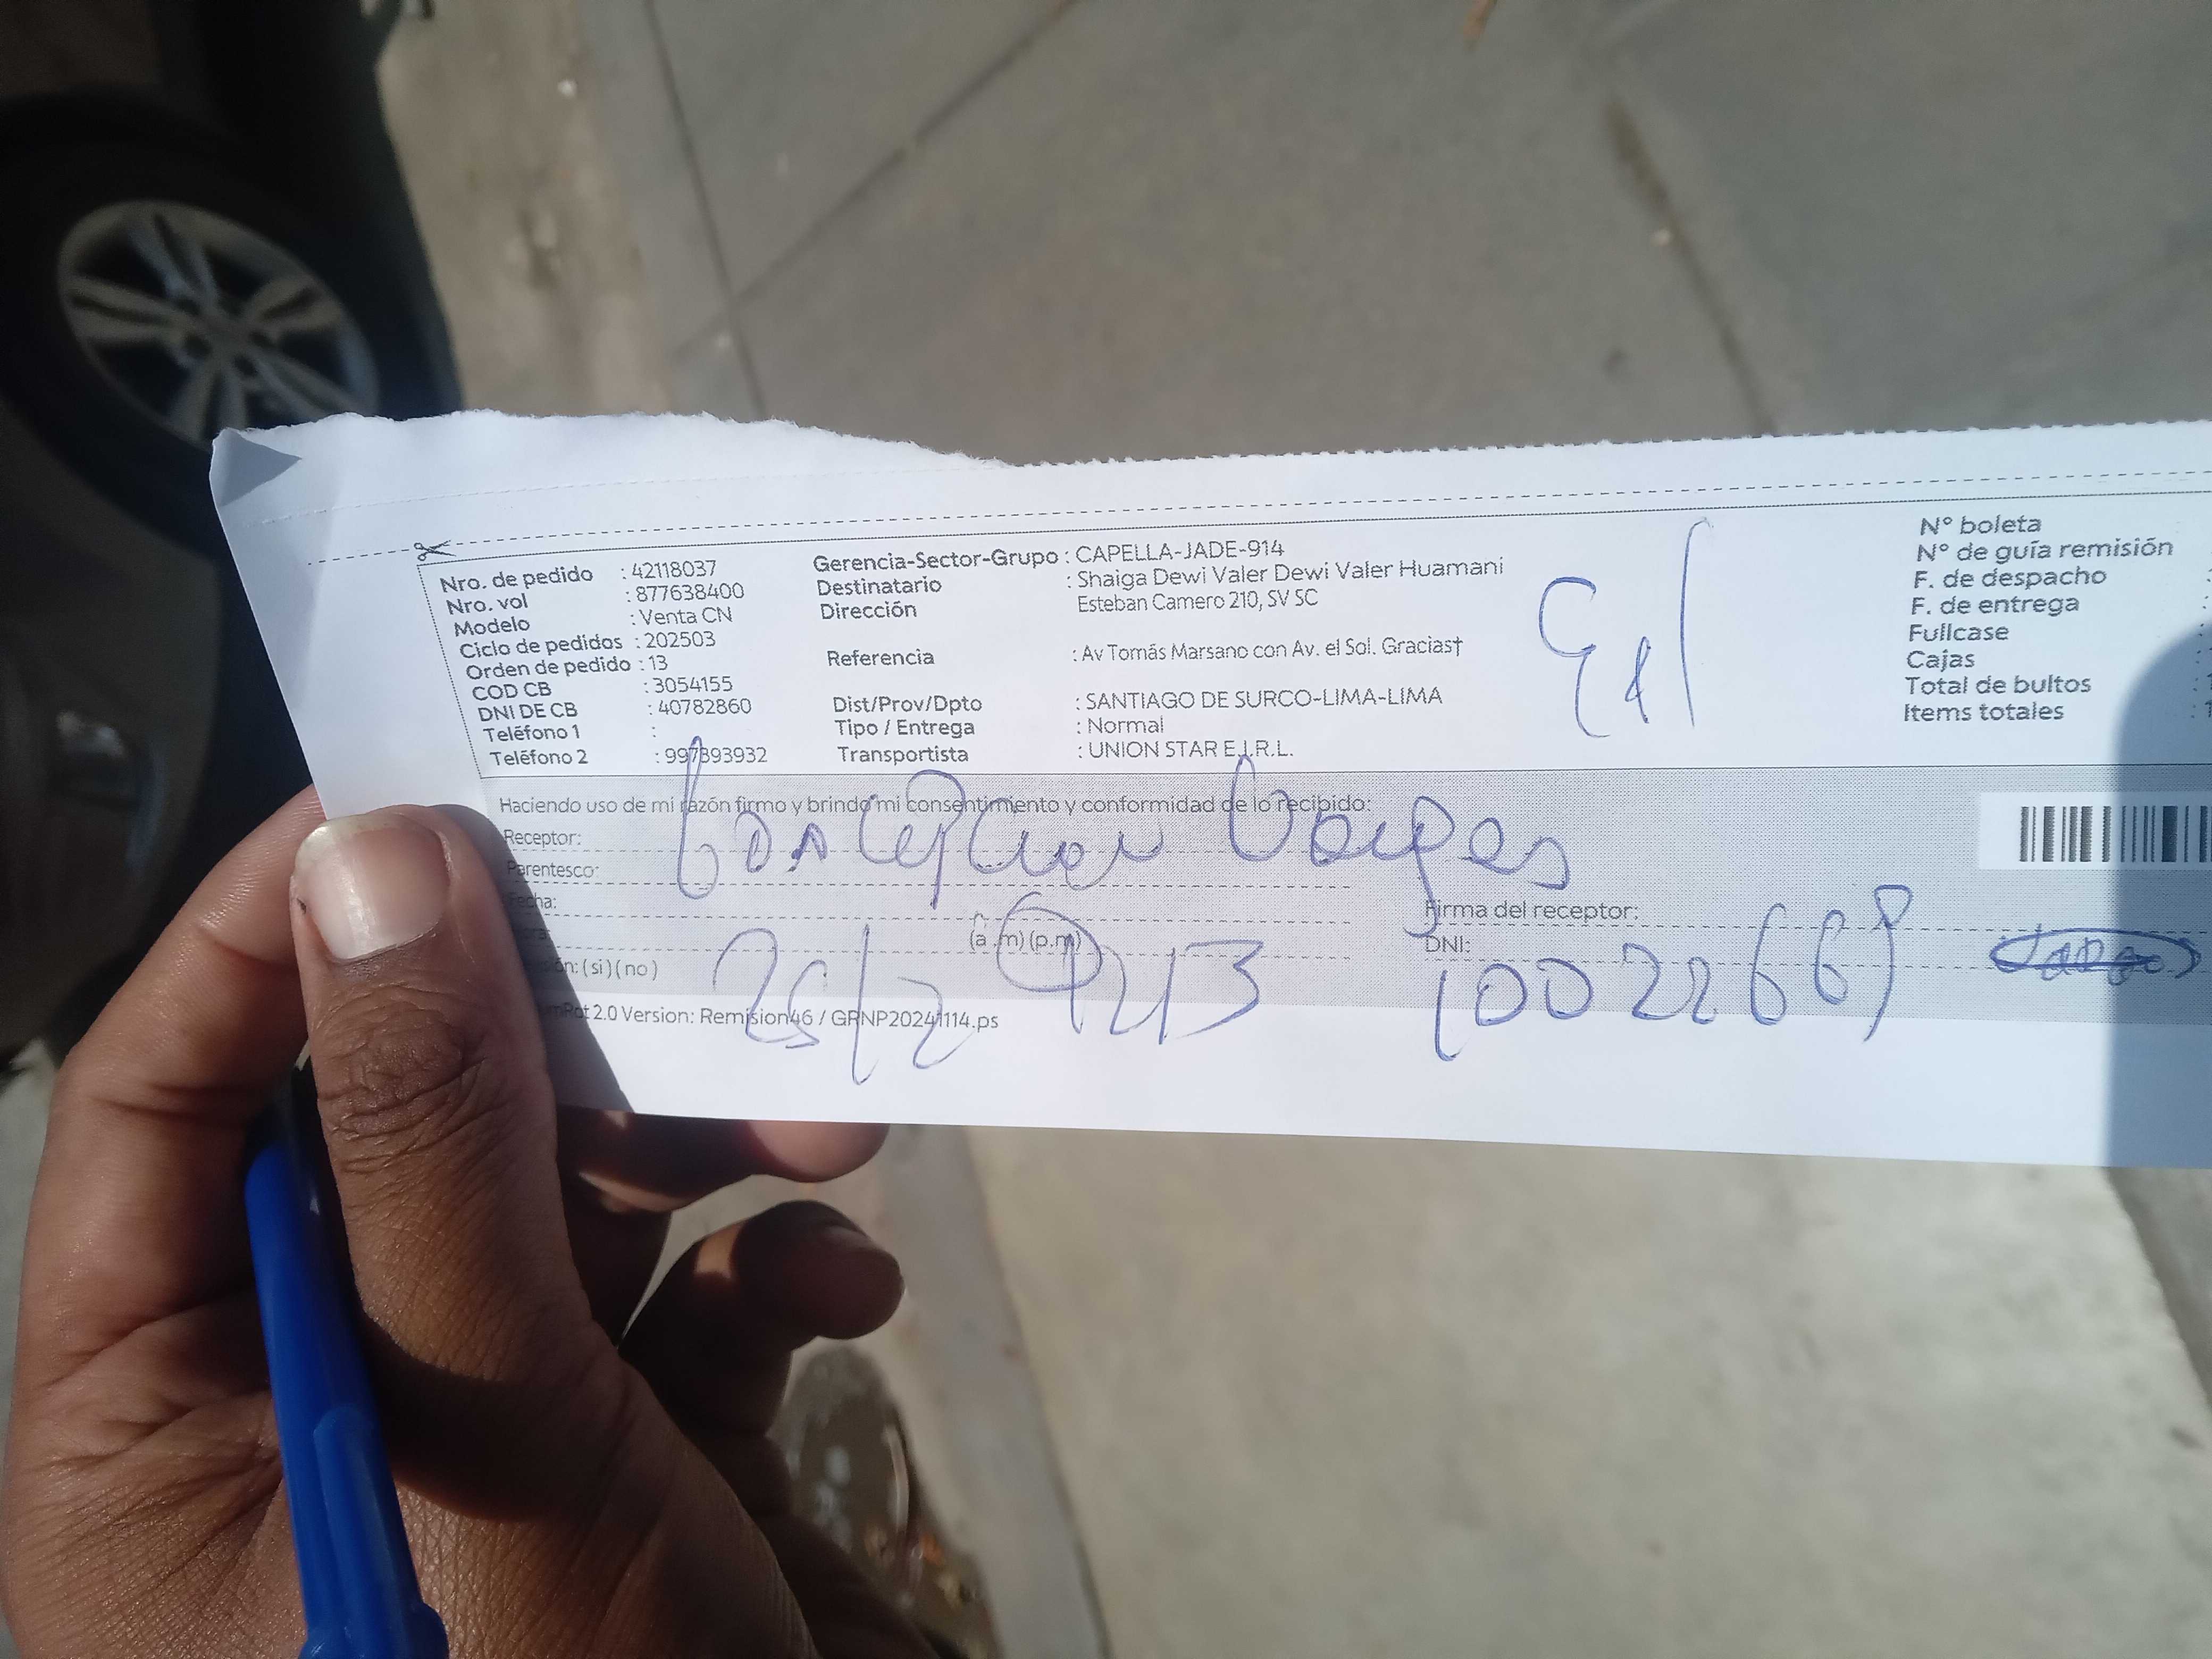 Nro. de pedido : 42118037
Nro. vol : 877638400
Modelo : Venta CN
Ciclo de pedidos : 202503
Orden de pedido : 13
COD CB : 3054155
DNI DE CB : 40782860
Teléfono 1 :
Teléfono 2 : 997893932
Gerencia-Sector-Grupo : CAPELLA-JADE-914
Destinatario : Shaiga Dewi Valer Dewi Valer Huamani
Dirección Esteban Camero 210, SV SC
Referencia : Av Tomás Marsano con Av. el Sol. Gracias†
Dist/Prov/Dpto : SANTIAGO DE SURCO-LIMA-LIMA
Tipo / Entrega : Normal
Transportista : UNION STAR E.I.R.L.
N° boleta
N° de guía remisión
F. de despacho
F. de entrega
Fullcase
Cajas
Total de bultos
Items totales
Haciendo uso de mi razón firmo y brindo mi consentimiento y conformidad de lo recibido:
Receptor:
Concepcion Vargas
Parentesco:
Firma del receptor:
(a.m) (p.m)
DNI: 10022668
(si) (no)
25/2
2.0 Version: Remision46 / GRNP20241114.ps